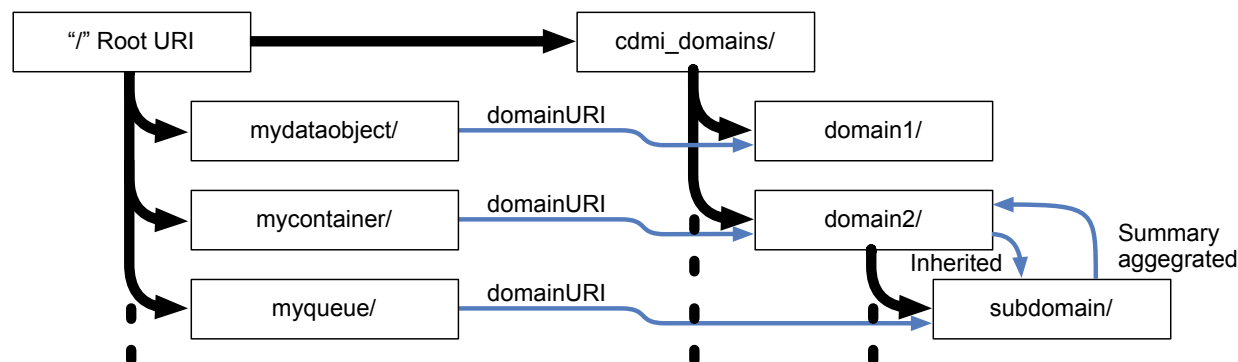 “/” Root URI
cdmi_domains/
mydataobject/
domainURI
domain1/
mycontainer/
domainURI
domain2/
Summary
aggegrated
Inherited
myqueue/
domainURI
subdomain/